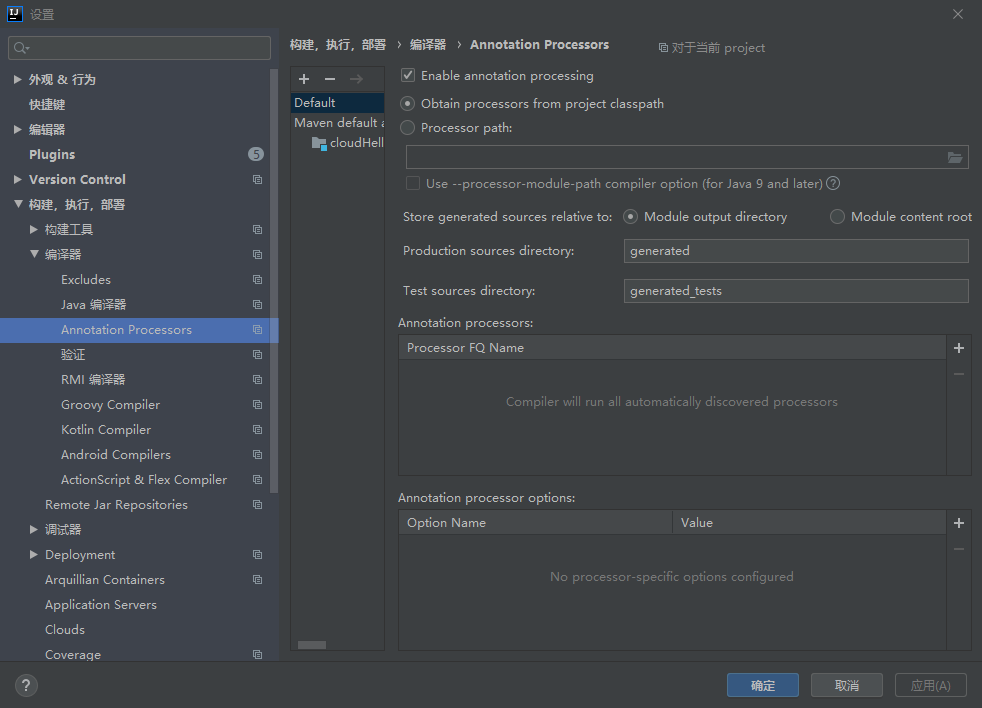 设置
外观 & 行为
快捷键
编辑器
Plugins
5
Version Control
构建，执行，部署
构建工具
编译器
Excludes
Java 编译器
Annotation Processors
验证
RMI 编译器
Groovy Compiler
Kotlin Compiler
Android Compilers
ActionScript & Flex Compiler
Remote Jar Repositories
调试器
Deployment
Arquillian Containers
Application Servers
Clouds
Coverage
构建，执行，部署 › 编译器 › Annotation Processors
对于当前 project
Default
Maven default a
cloudHell
Enable annotation processing
Obtain processors from project classpath
Processor path:
Use --processor-module-path compiler option (for Java 9 and later)
Store generated sources relative to: Module output directory Module content root
Production sources directory: generated
Test sources directory: generated_tests
Annotation processors:
Processor FQ Name
Compiler will run all automatically discovered processors
Annotation processor options:
Option Name Value
No processor-specific options configured
?
确定 取消 应用(A)